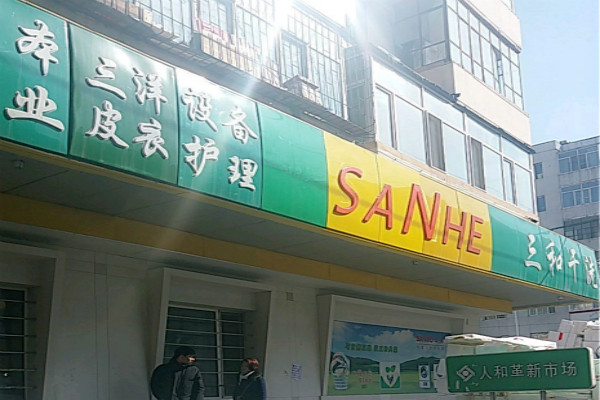 本业
三洋皮衣
设备护理
SANHE
三和干洗
人和革新市场